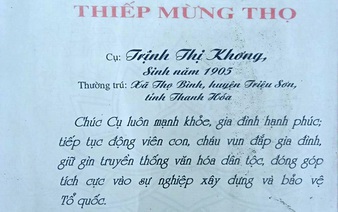 THIẾP MỪNG THỌ
Cụ: Trịnh Thị Khơng,
Sinh năm 1905
Thường trú: Xã Thọ Bình, huyện Triệu Sơn,
tỉnh Thanh Hóa
Chúc Cụ luôn mạnh khỏe, gia đình hạnh phúc;
tiếp tục động viên con, cháu vun đắp gia đình,
giữ gìn truyền thống văn hóa dân tộc, đóng góp
tích cực vào sự nghiệp xây dựng và bảo vệ
Tổ quốc.